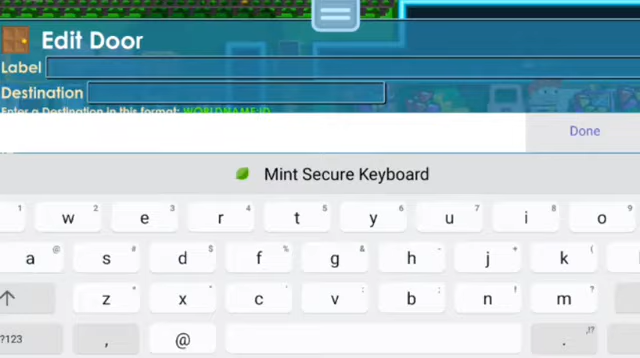 Edit Door
Label
Destination
Enter a Destination in this format: WORLDNAME:ID
Done
Mint Secure Keyboard
1 w 2 e 3 r 4 t 5 y 6 u 7 i 8 o 9
a @ s # d $ f % g & h - j + k (
z * x " c ' v : b ; n ! m ?
?123 , @ . ,!?